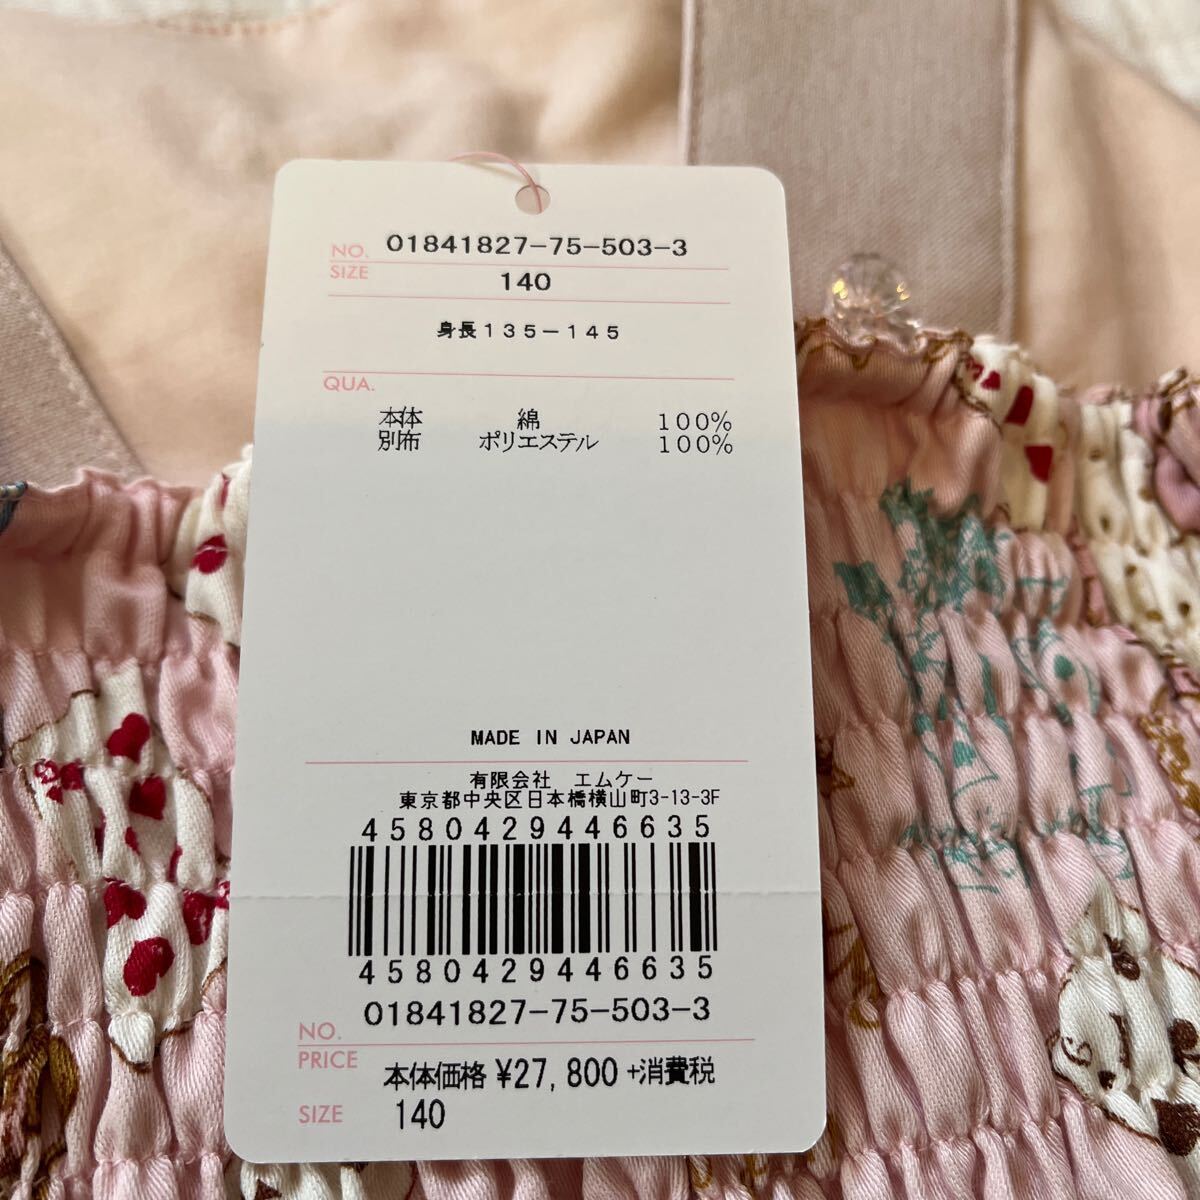 NO. 01841827-75-503-3
SIZE 140
身長135-145
QUA.
本体 綿 100%
別布 ポリエステル 100%
MADE IN JAPAN
有限会社 エムケー
東京都中央区日本橋横山町3-13-3F
4580429446635
4580429446635
NO. 01841827-75-503-3
PRICE 本体価格 ¥27,800 +消費税
SIZE 140